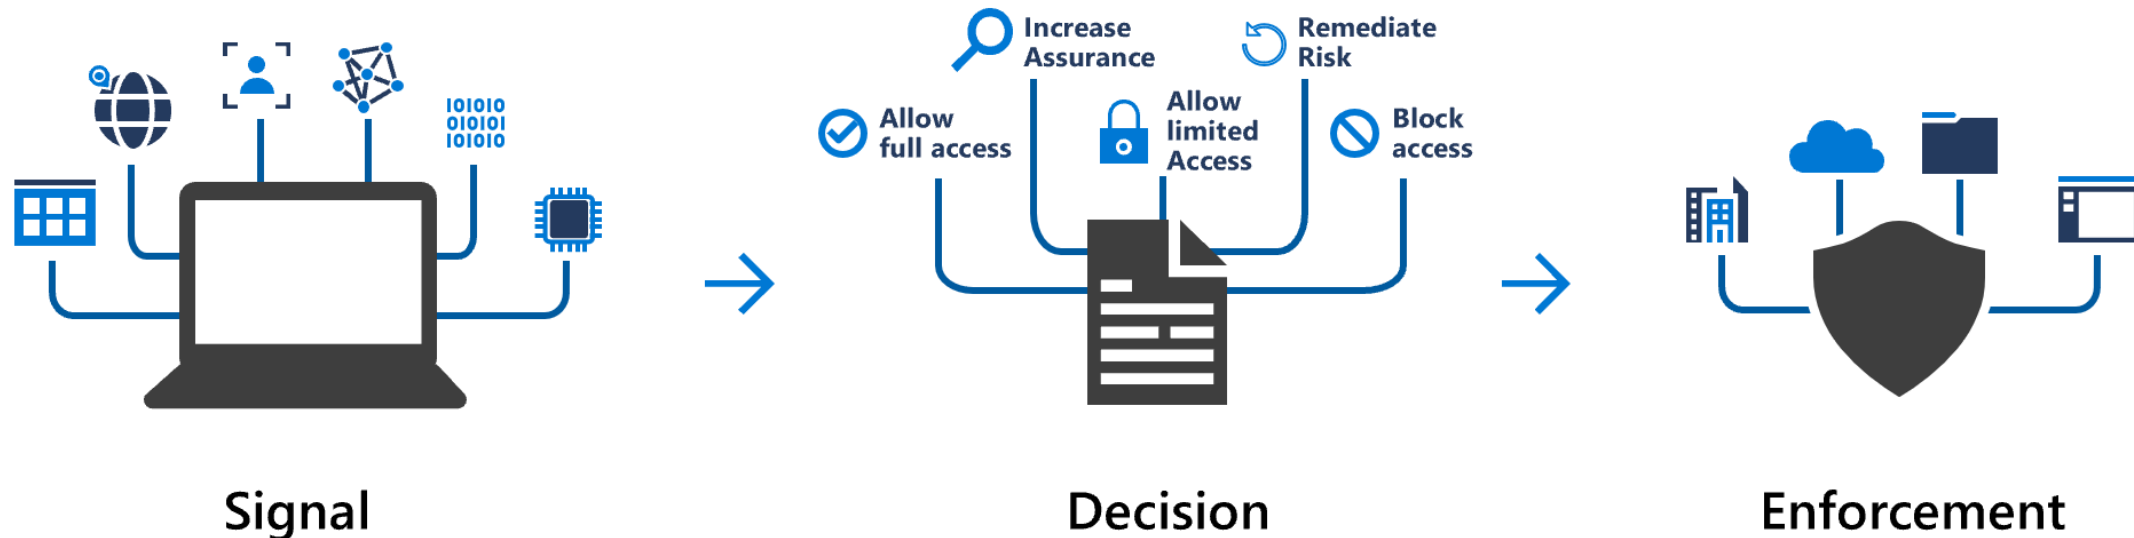 Increase
Assurance
Remediate
Risk
Allow
full access
Allow
limited
Access
Block
access
101010
010101
101010
Signal
Decision
Enforcement